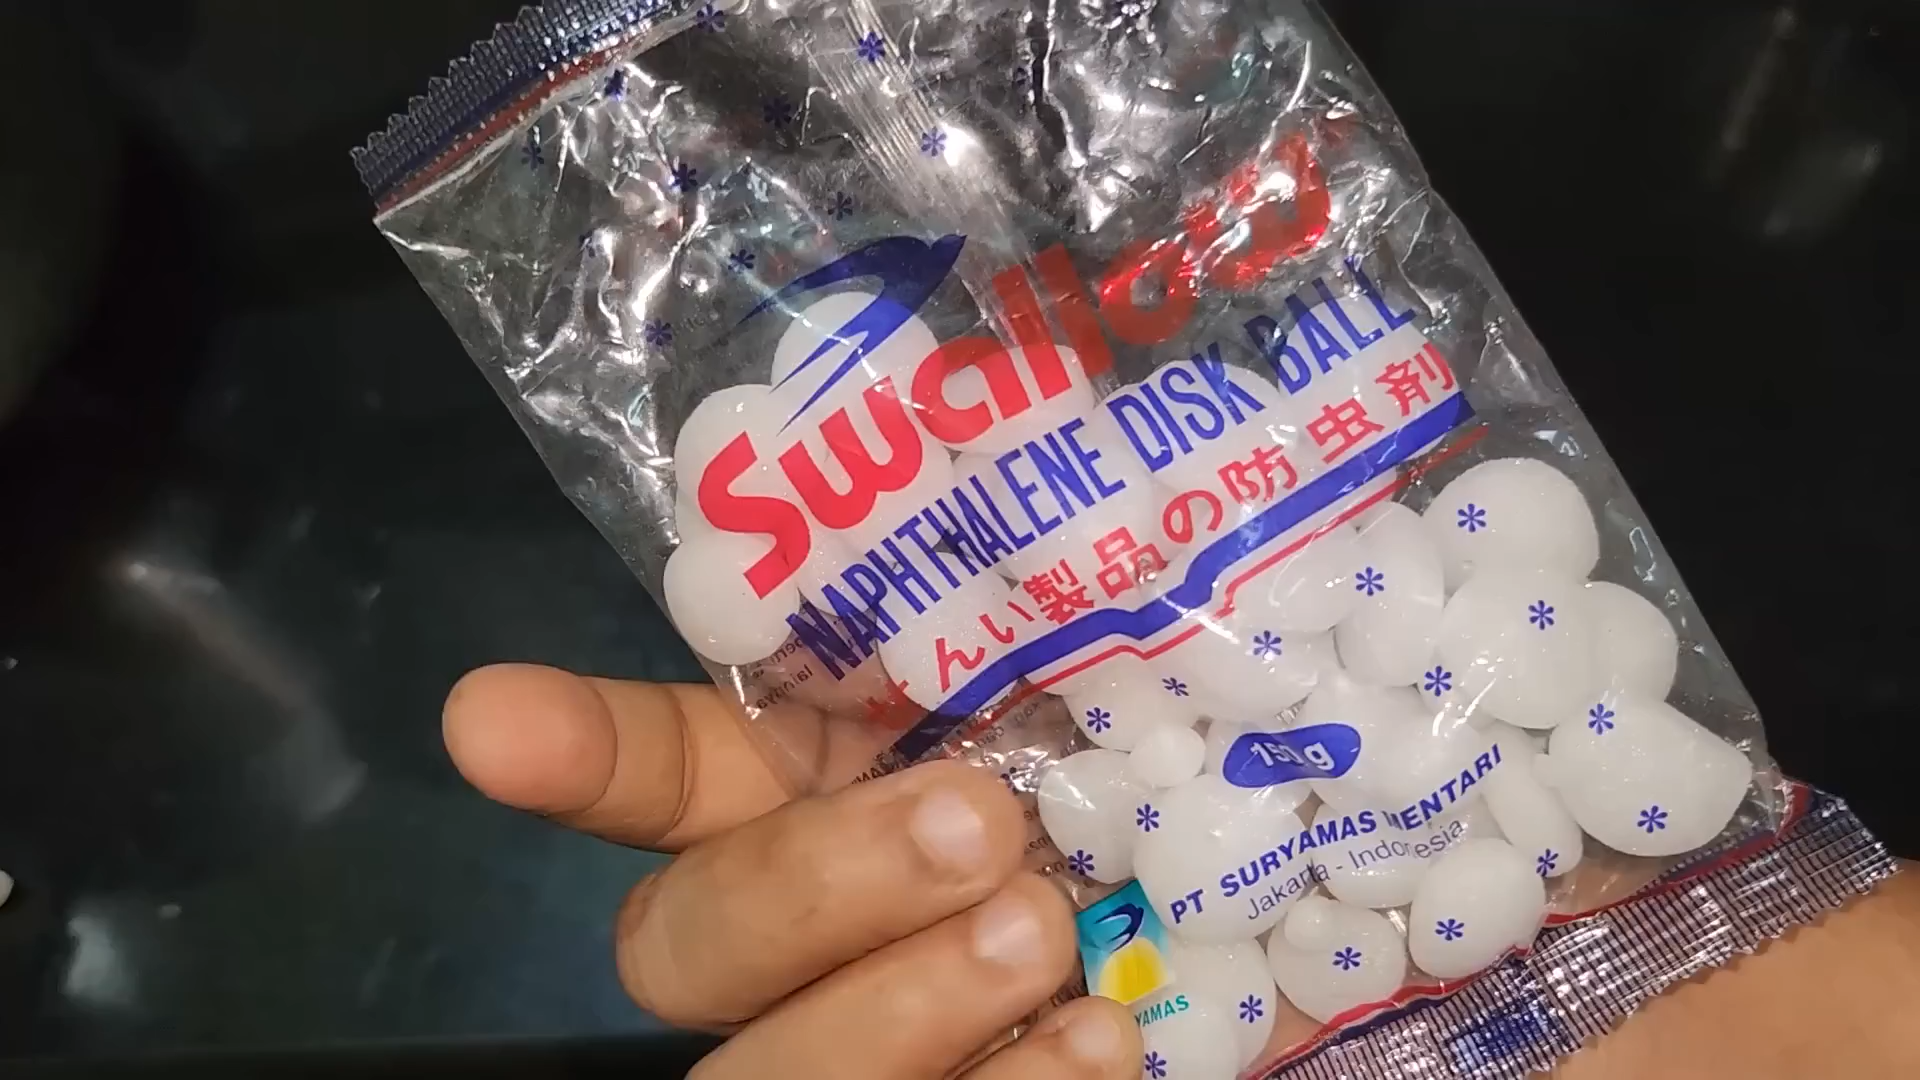 Swallow
NAPHTHALENE DISK BALL
せんい製品の防虫剤
150 g
PT SURYAMAS MENTARI
Jakarta - Indonesia
YAMAS